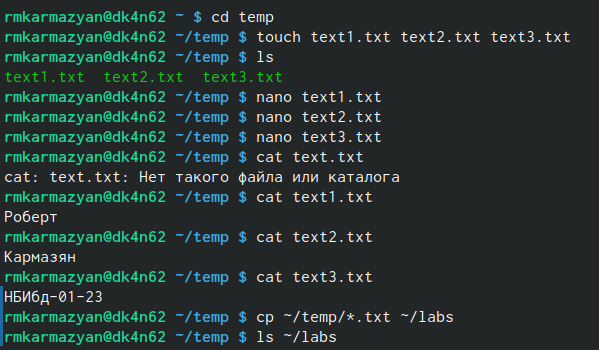 rmkarmazyan@dk4n62 ~ $ cd temp
rmkarmazyan@dk4n62 ~/temp $ touch text1.txt text2.txt text3.txt
rmkarmazyan@dk4n62 ~/temp $ ls
text1.txt  text2.txt  text3.txt
rmkarmazyan@dk4n62 ~/temp $ nano text1.txt
rmkarmazyan@dk4n62 ~/temp $ nano text2.txt
rmkarmazyan@dk4n62 ~/temp $ nano text3.txt
rmkarmazyan@dk4n62 ~/temp $ cat text.txt
cat: text.txt: Нет такого файла или каталога
rmkarmazyan@dk4n62 ~/temp $ cat text1.txt
Роберт
rmkarmazyan@dk4n62 ~/temp $ cat text2.txt
Кармазян
rmkarmazyan@dk4n62 ~/temp $ cat text3.txt
НБИбд-01-23
rmkarmazyan@dk4n62 ~/temp $ cp ~/temp/*.txt ~/labs
rmkarmazyan@dk4n62 ~/temp $ ls ~/labs